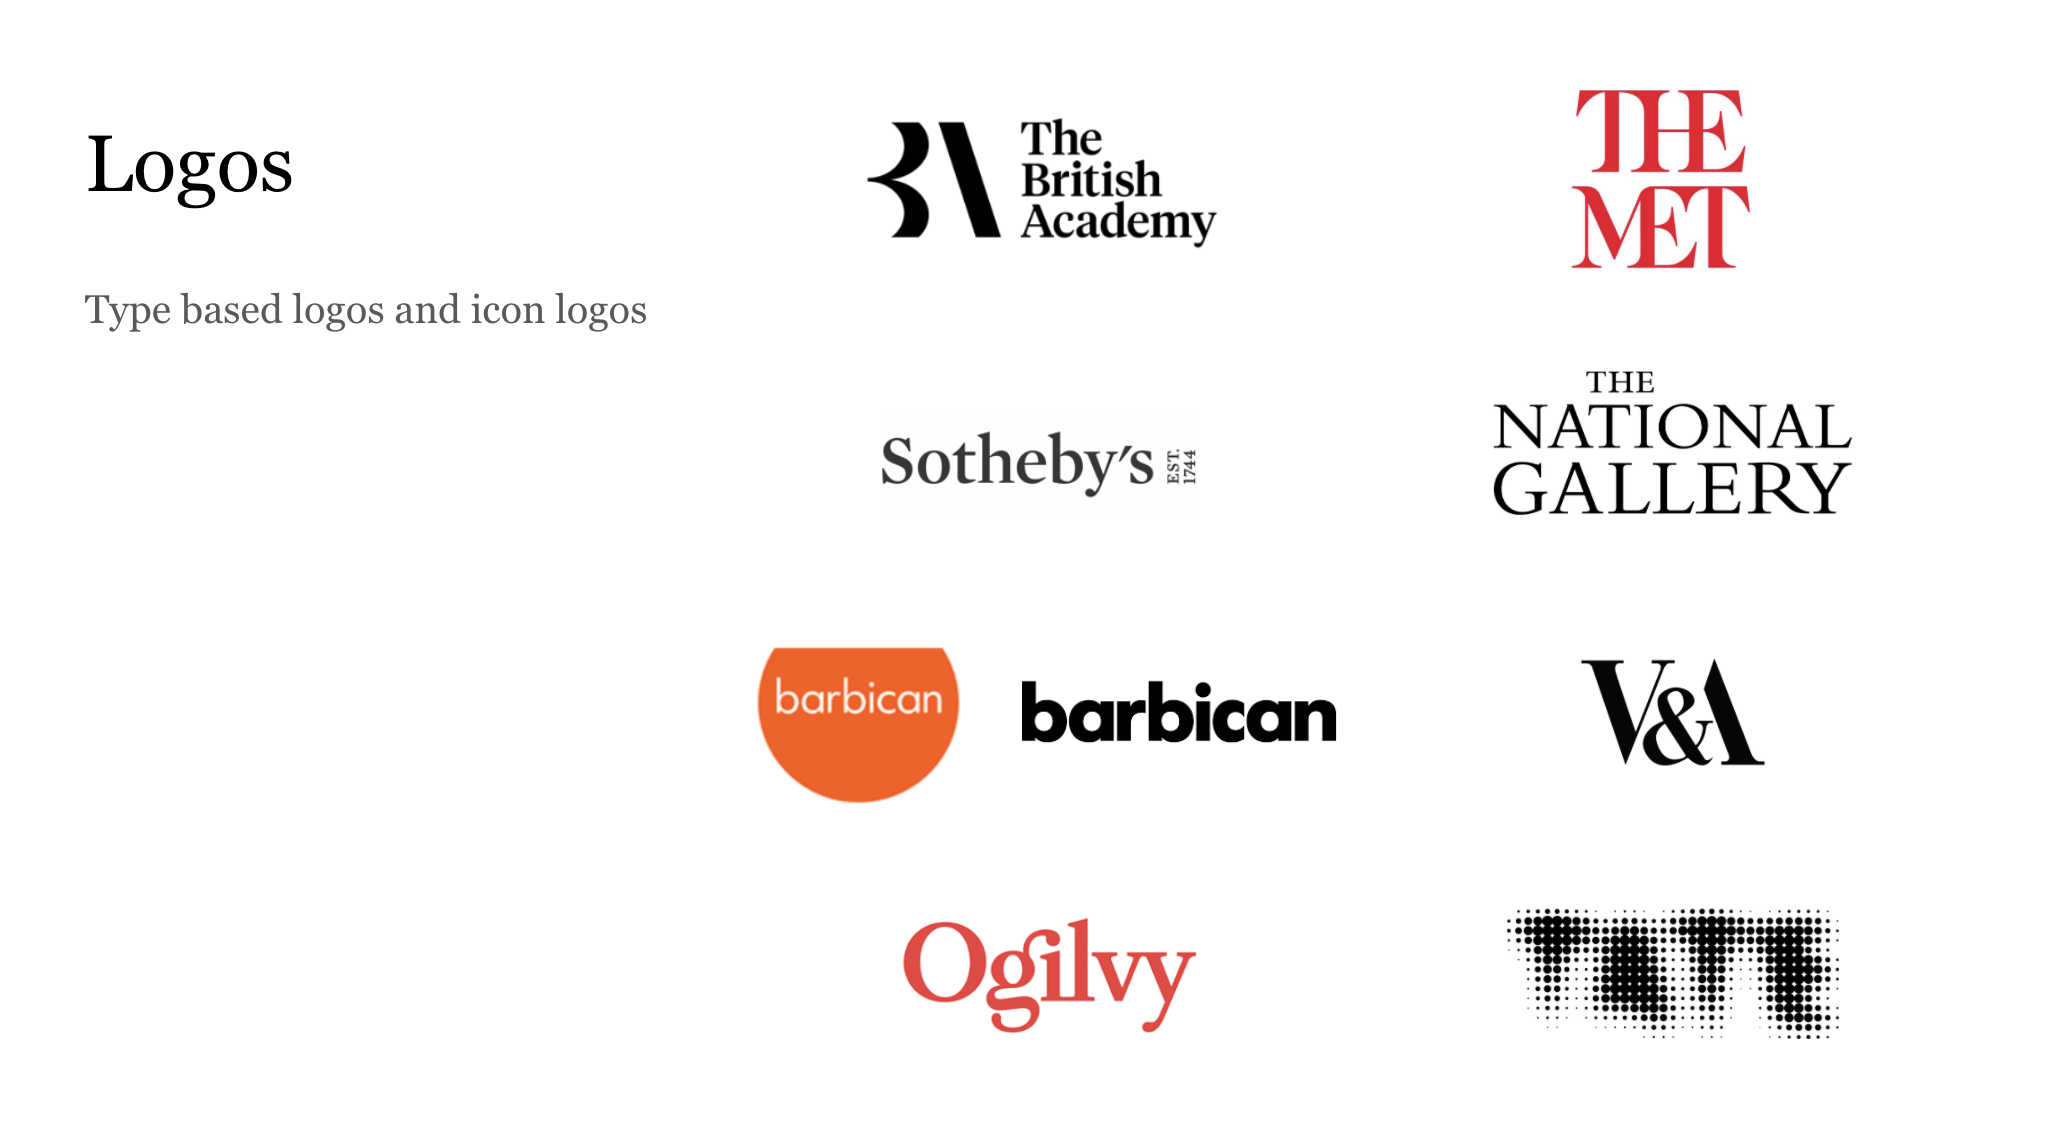 Logos
Type based logos and icon logos
BA
The
British
Academy
THE
MET
Sotheby's
EST.
1744
THE
NATIONAL
GALLERY
barbican
barbican
V&A
Ogilvy
TATE